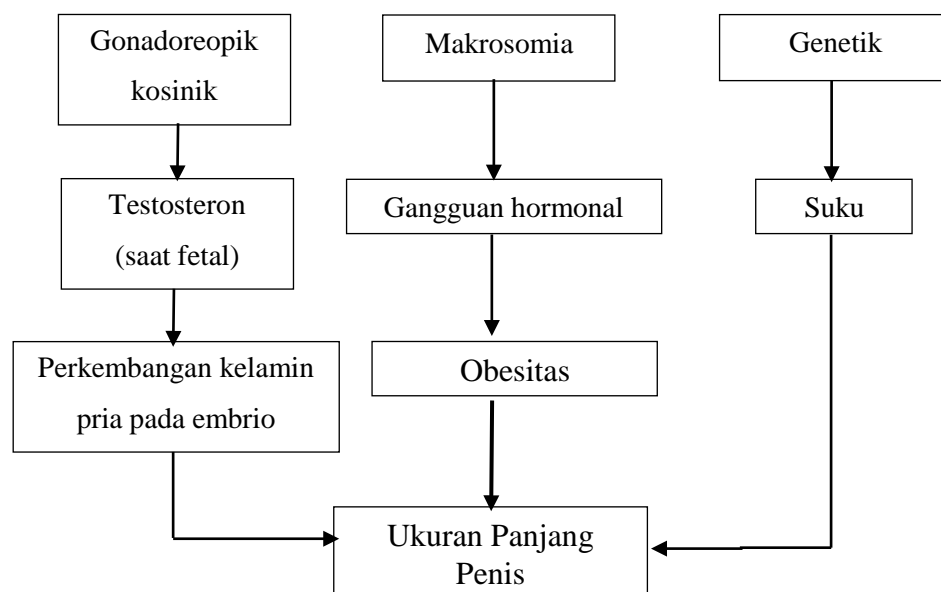 Gonadoreopik
kosinik
Makrosomia
Genetik
Testosteron
(saat fetal)
Gangguan hormonal
Suku
Perkembangan kelamin
pria pada embrio
Obesitas
Ukuran Panjang
Penis